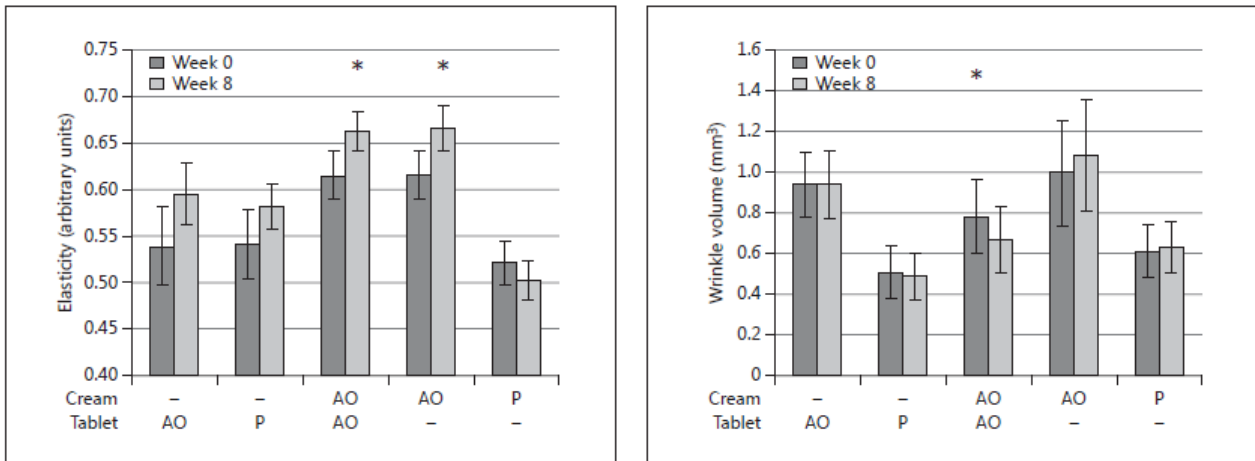 0.75
0.70
0.65
0.60
0.55
0.50
0.45
0.40
Elasticity (arbitrary units)
Week 0
Week 8
* *
Cream – – AO AO P
Tablet AO P AO – –
1.6
1.4
1.2
1.0
0.8
0.6
0.4
0.2
0
Wrinkle volume (mm³)
Week 0
Week 8
*
Cream – – AO AO P
Tablet AO P AO – –